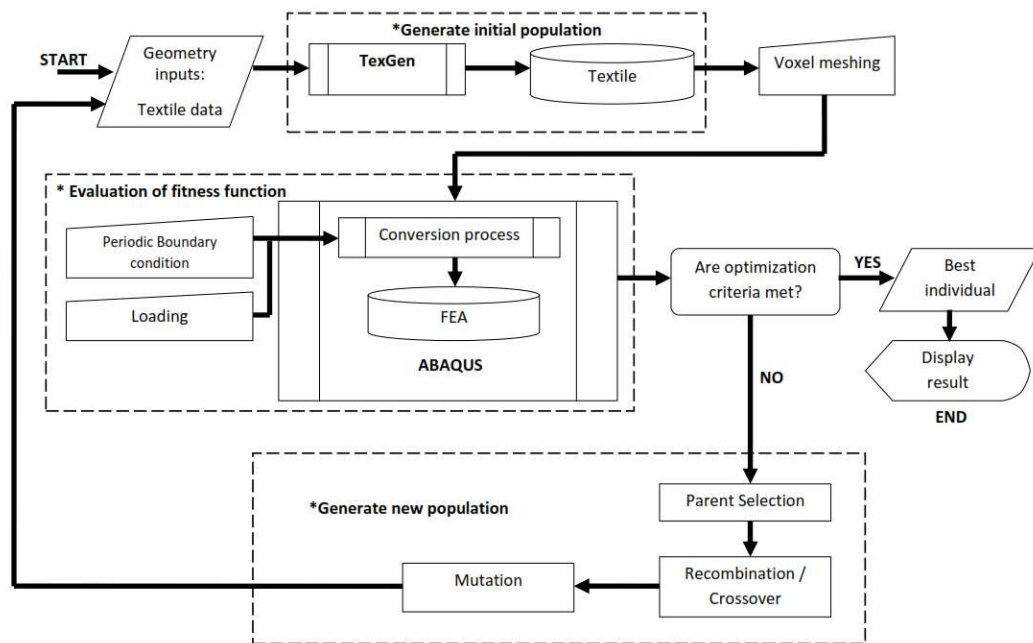 *Generate initial population
START
Geometry
inputs:
Textile data
TexGen
Textile
Voxel meshing
* Evaluation of fitness function
Periodic Boundary
condition
Loading
Conversion process
FEA
ABAQUS
Are optimization
criteria met?
YES
Best
individual
Display
result
END
NO
*Generate new population
Parent Selection
Recombination /
Crossover
Mutation